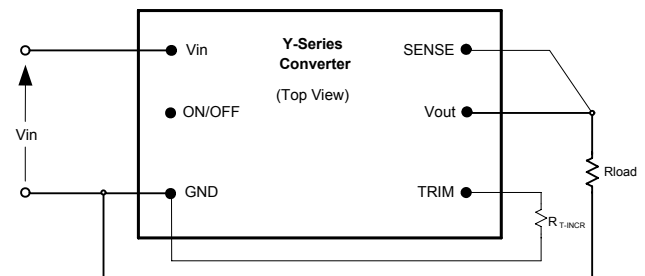 Y-Series
Converter
(Top View)
Vin
SENSE
ON/OFF
Vout
Vin
GND
TRIM
Rload
R T-INCR